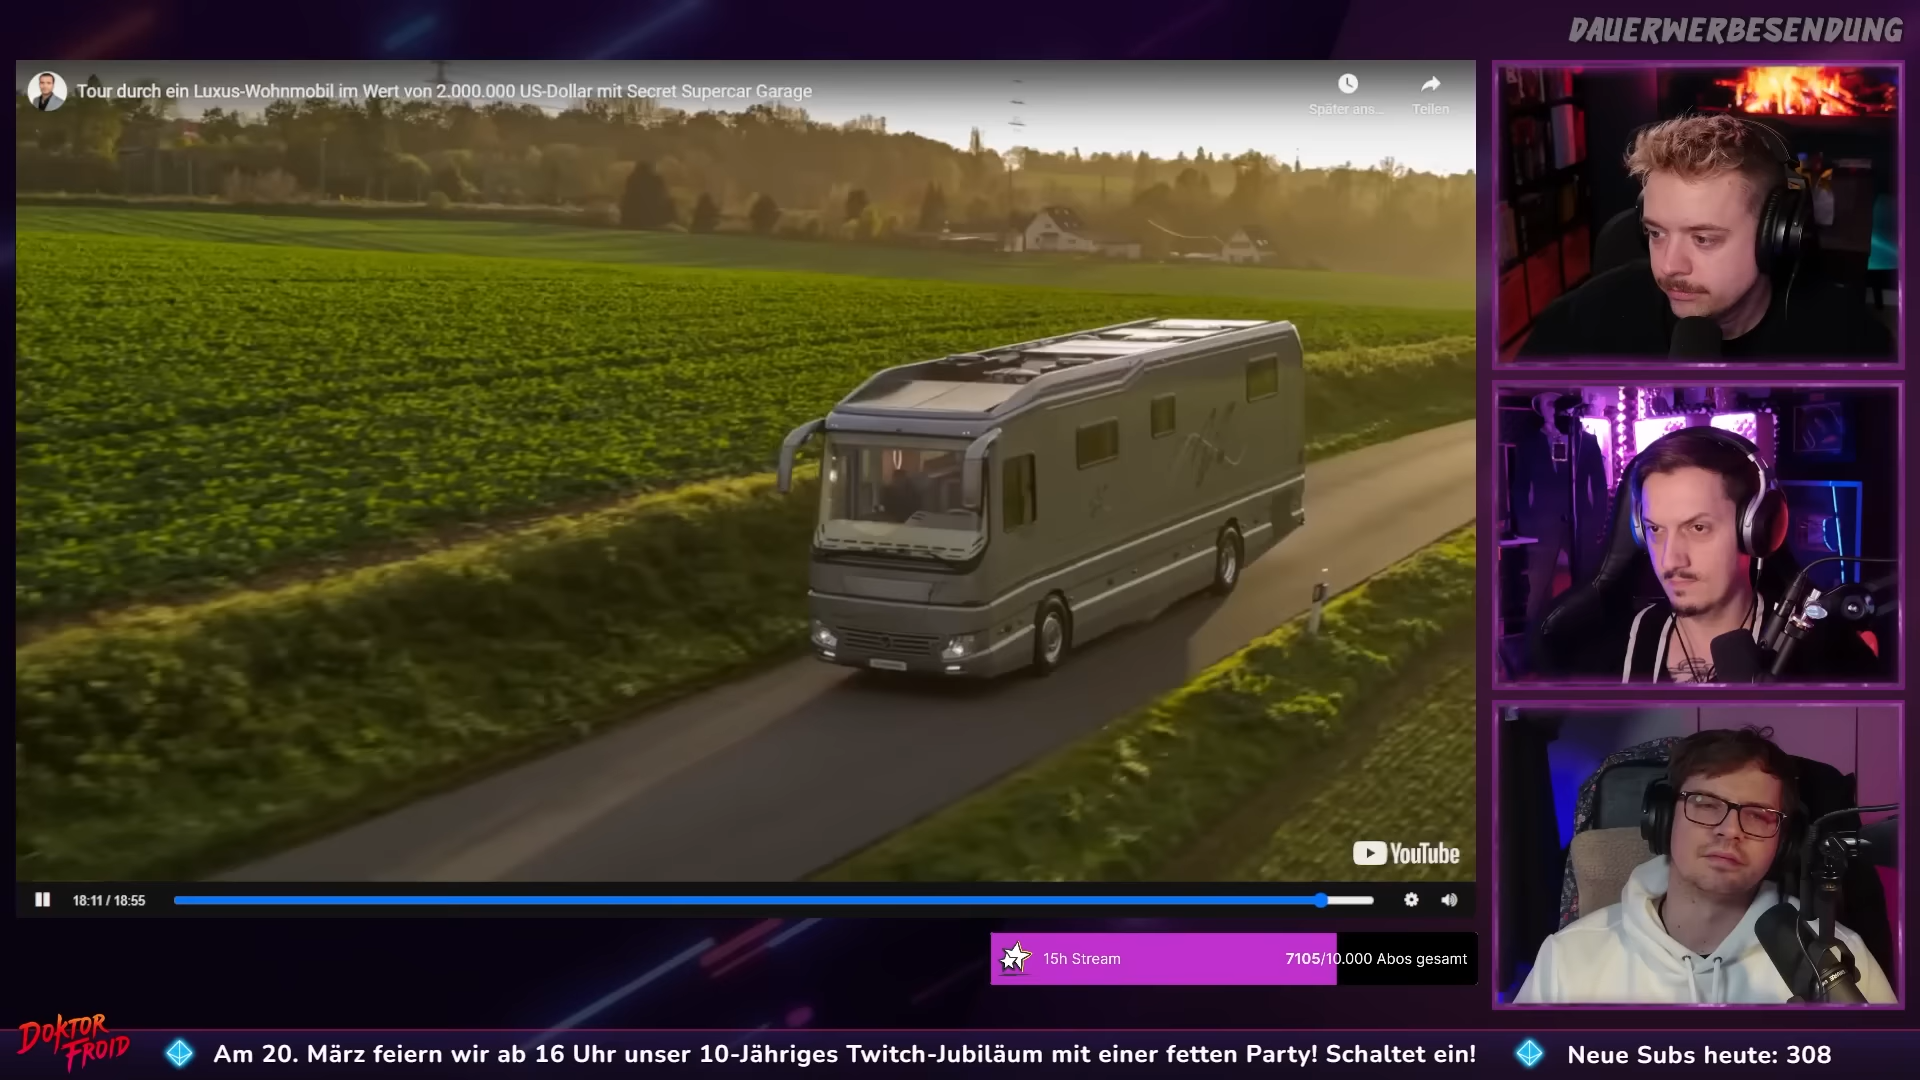 DAUERWERBESENDUNG
Tour durch ein Luxus-Wohnmobil im Wert von 2.000.000 US-Dollar mit Secret Supercar Garage
Später ans...
Teilen
YouTube
18:11 / 18:55
15h Stream
7105/10.000 Abos gesamt
DOKTOR
FROID
Am 20. März feiern wir ab 16 Uhr unser 10-Jähriges Twitch-Jubiläum mit einer fetten Party! Schaltet ein!
Neue Subs heute: 308